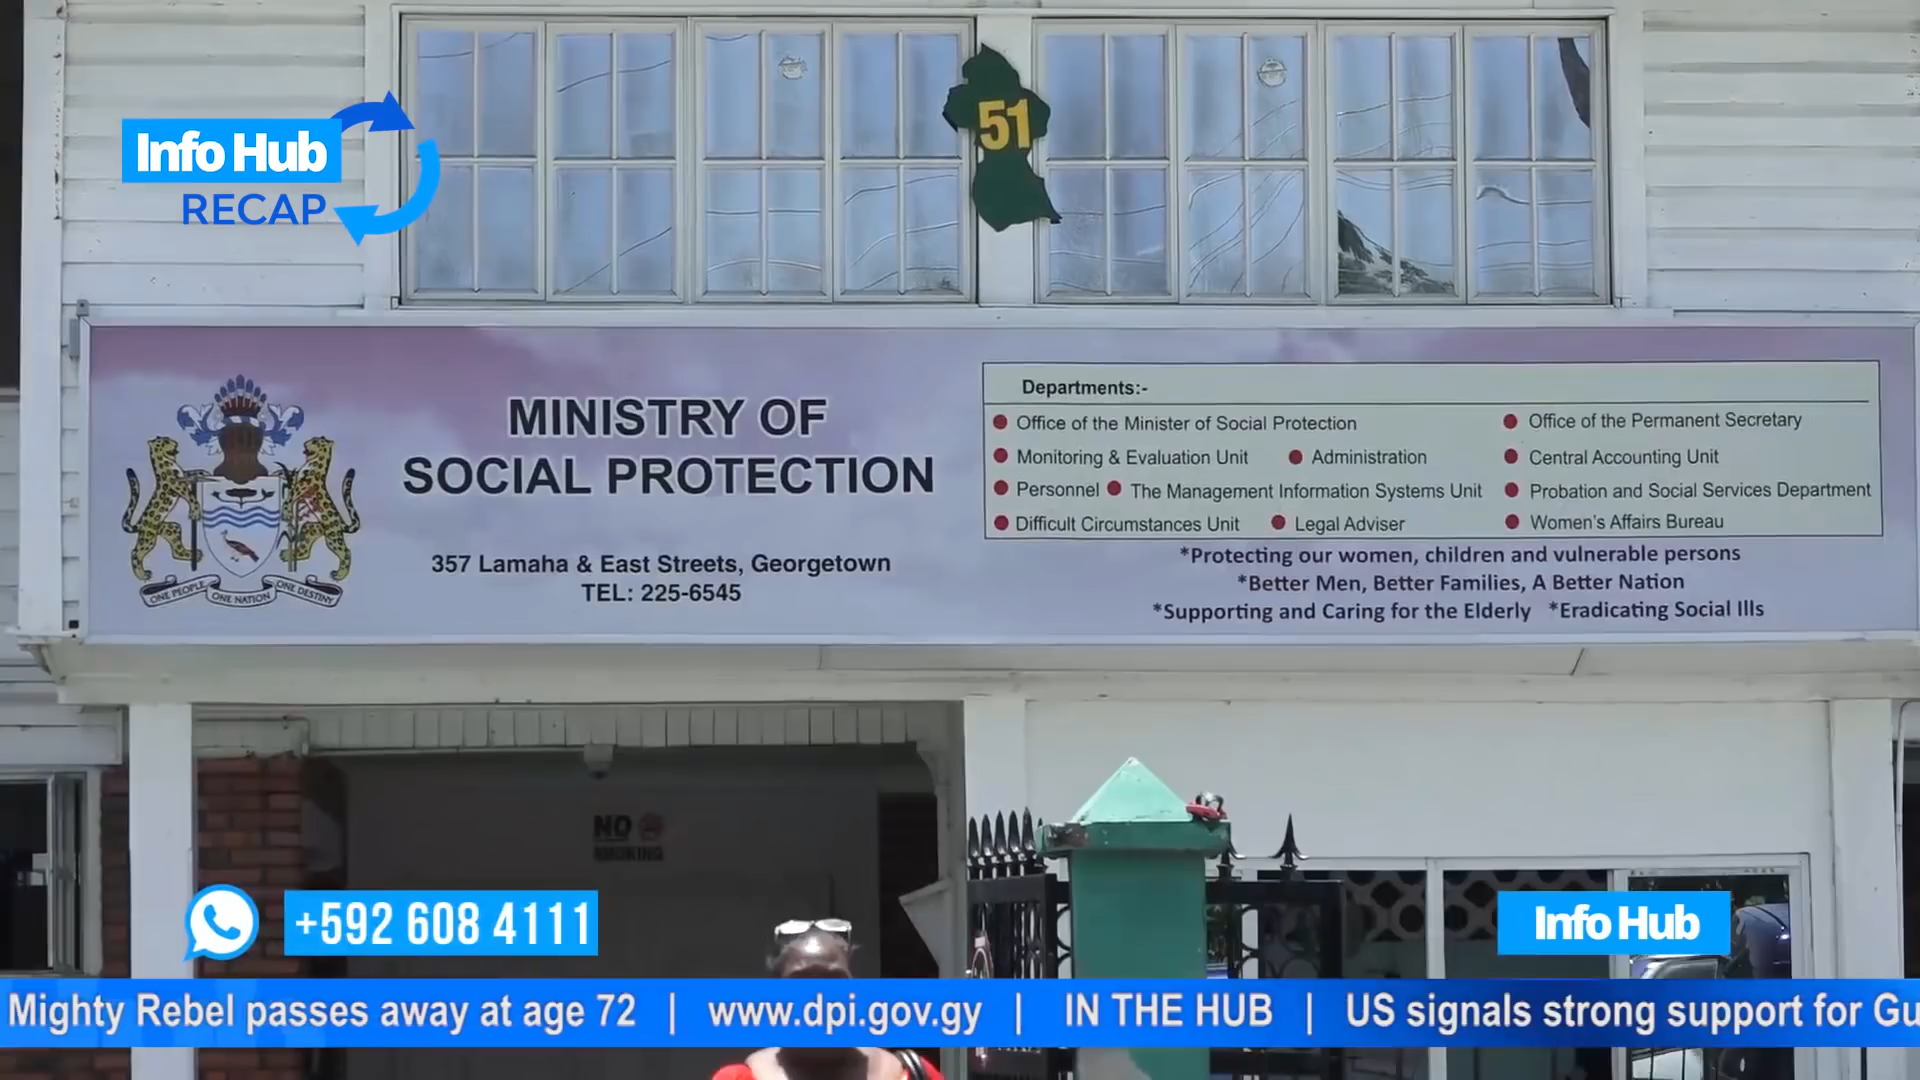 Info Hub
RECAP
51
MINISTRY OF
SOCIAL PROTECTION
357 Lamaha & East Streets, Georgetown
TEL: 225-6545
ONE PEOPLE ONE NATION ONE DESTINY
Departments:-
Office of the Minister of Social Protection
Office of the Permanent Secretary
Monitoring & Evaluation Unit
Administration
Central Accounting Unit
Personnel
The Management Information Systems Unit
Probation and Social Services Department
Difficult Circumstances Unit
Legal Adviser
Women's Affairs Bureau
*Protecting our women, children and vulnerable persons
*Better Men, Better Families, A Better Nation
*Supporting and Caring for the Elderly *Eradicating Social Ills
NO
SMOKING
+592 608 4111
Info Hub
Mighty Rebel passes away at age 72 | www.dpi.gov.gy | IN THE HUB | US signals strong support for Gu